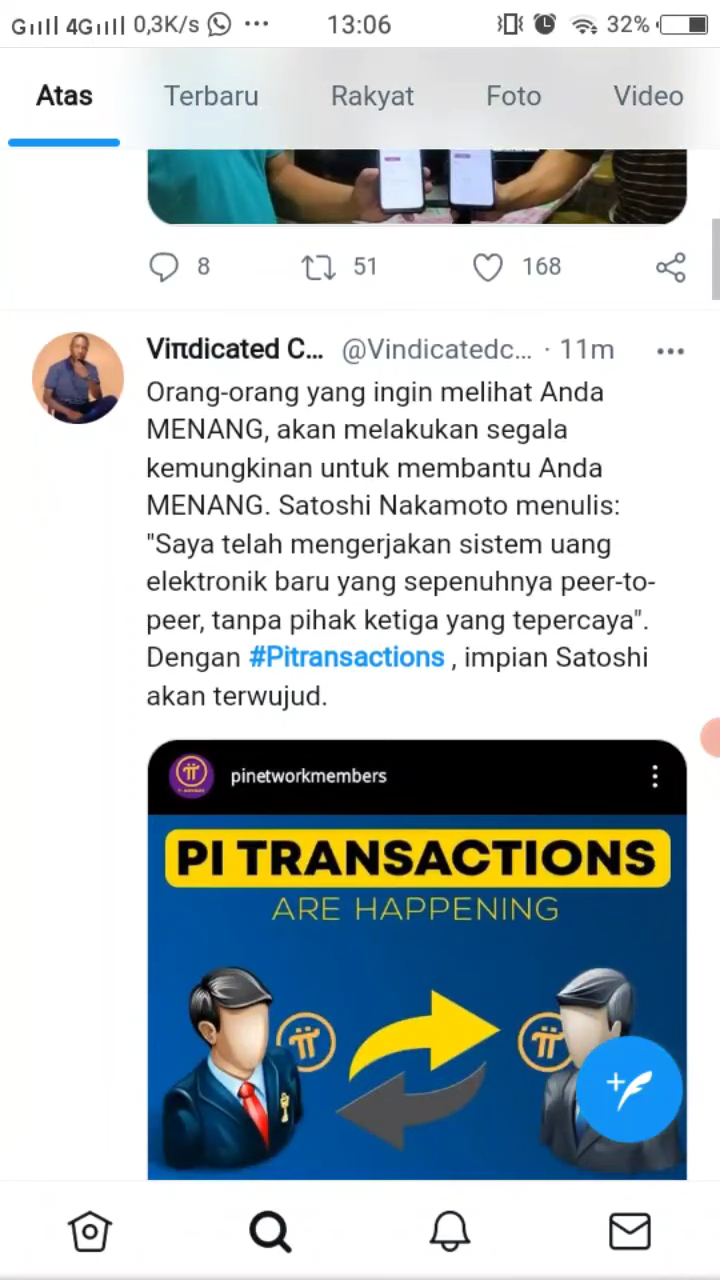 4G 0,3K/s 13:06 32%
Atas Terbaru Rakyat Foto Video
8 51 168
Viπdicated C... @Vindicatedc... · 11m
Orang-orang yang ingin melihat Anda
MENANG, akan melakukan segala
kemungkinan untuk membantu Anda
MENANG. Satoshi Nakamoto menulis:
"Saya telah mengerjakan sistem uang
elektronik baru yang sepenuhnya peer-to-
peer, tanpa pihak ketiga yang tepercaya".
Dengan #Pitransactions , impian Satoshi
akan terwujud.
pinetworkmembers
PI TRANSACTIONS
ARE HAPPENING